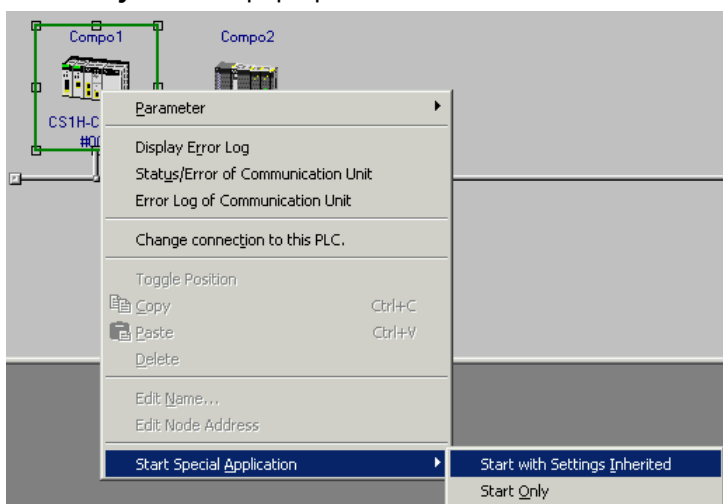 Compo1
Compo2
CS1H-C
Parameter
Display Error Log
Status/Error of Communication Unit
Error Log of Communication Unit
Change connection to this PLC.
Toggle Position
Copy Ctrl+C
Paste Ctrl+V
Delete
Edit Name...
Edit Node Address
Start Special Application
Start with Settings Inherited
Start Only